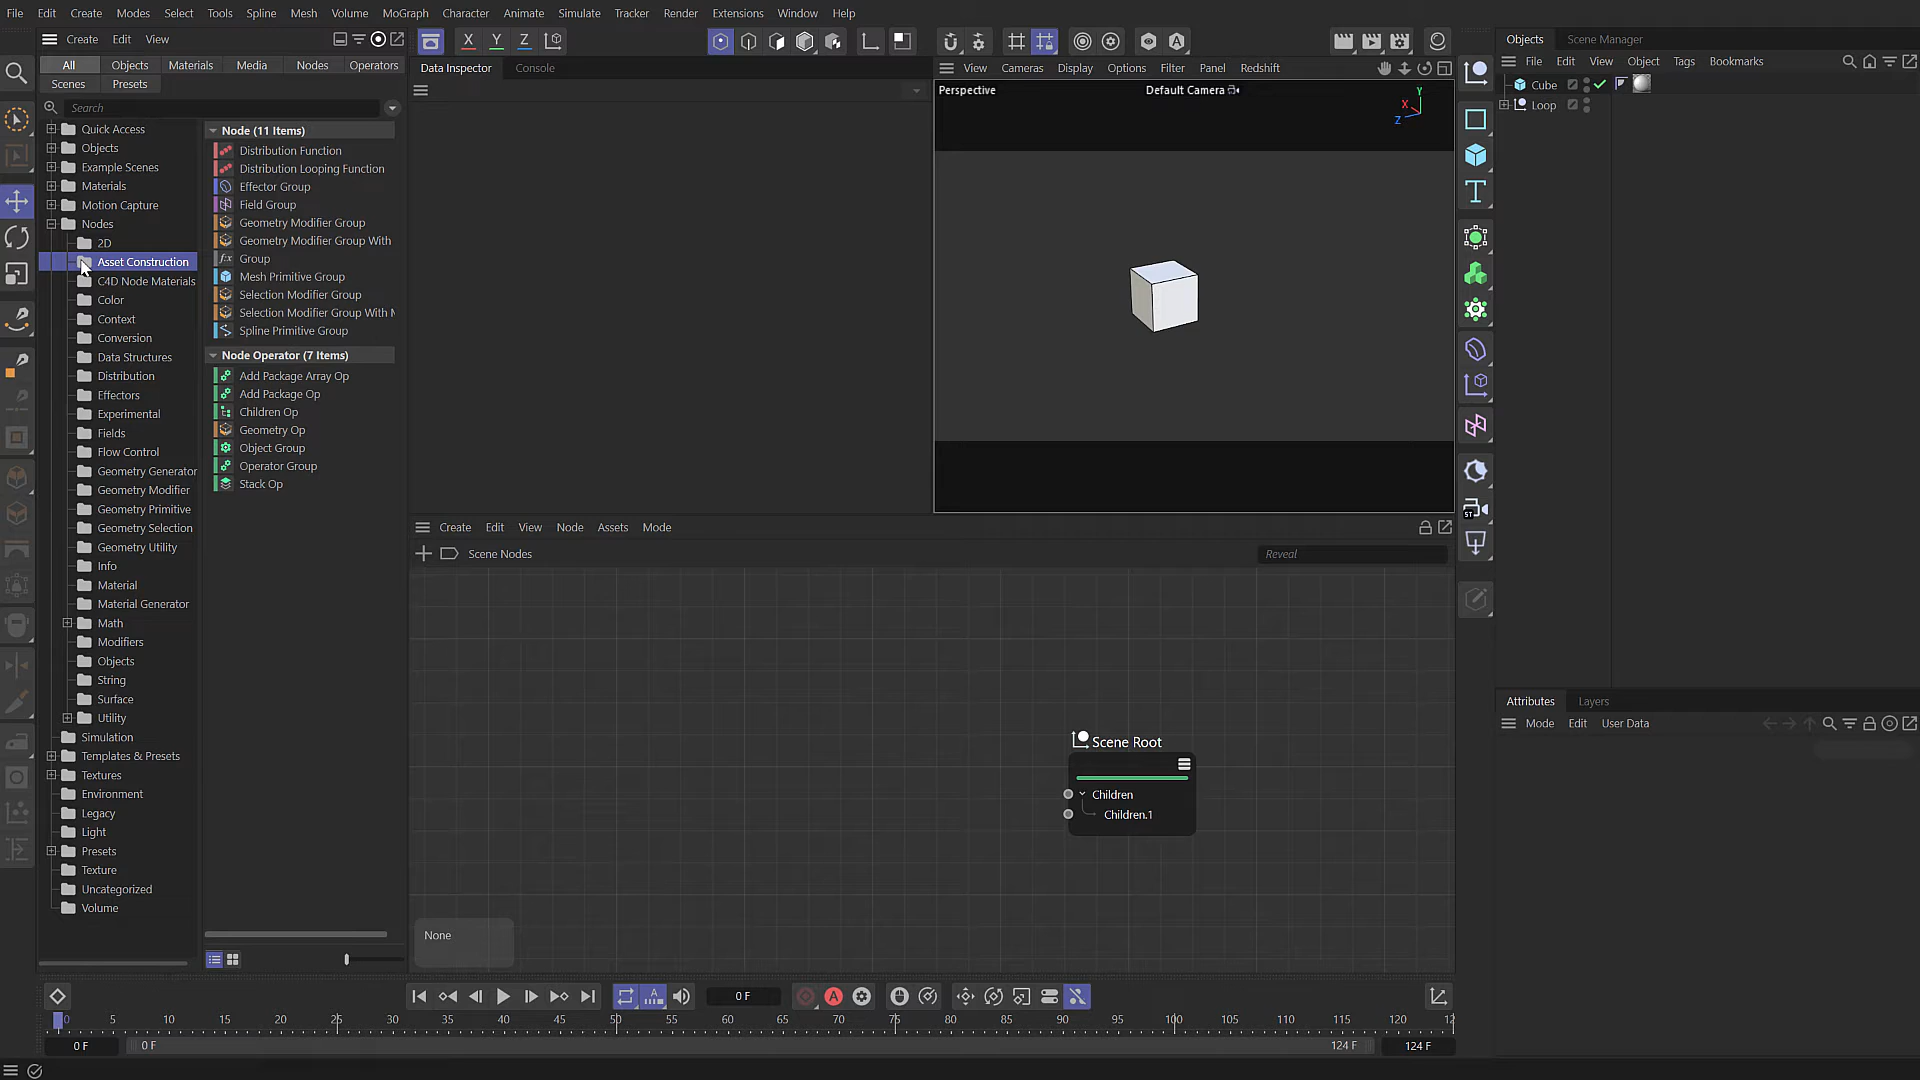 File Edit Create Modes Select Tools Spline Mesh Volume MoGraph Character Animate Simulate Tracker Render Extensions Window Help
Create Edit View
All Objects Materials Media Nodes Operators
Scenes Presets
Search
Quick Access
Objects
Example Scenes
Materials
Motion Capture
Nodes
2D
Asset Construction
C4D Node Materials
Color
Context
Conversion
Data Structures
Distribution
Effectors
Experimental
Fields
Flow Control
Geometry Generator
Geometry Modifier
Geometry Primitive
Geometry Selection
Geometry Utility
Info
Material
Material Generator
Math
Modifiers
Objects
String
Surface
Utility
Simulation
Templates & Presets
Textures
Environment
Legacy
Light
Presets
Texture
Uncategorized
Volume
Node (11 Items)
Distribution Function
Distribution Looping Function
Effector Group
Field Group
Geometry Modifier Group
Geometry Modifier Group With
Group
Mesh Primitive Group
Selection Modifier Group
Selection Modifier Group With
Spline Primitive Group
Node Operator (7 Items)
Add Package Array Op
Add Package Op
Children Op
Geometry Op
Object Group
Operator Group
Stack Op
X Y Z
Data Inspector Console
View Cameras Display Options Filter Panel Redshift
Perspective Default Camera
Y
X
Z
Create Edit View Node Assets Mode
Scene Nodes Reveal
Scene Root
Children
Children.1
None
Objects Scene Manager
File Edit View Object Tags Bookmarks
Cube
Loop
ST
Attributes Layers
Mode Edit User Data
0 F
0 5 10 15 20 25 30 35 40 45 50 55 60 65 70 75 80 85 90 95 100 105 110 115 120 12
0 F 0 F 124 F 124 F